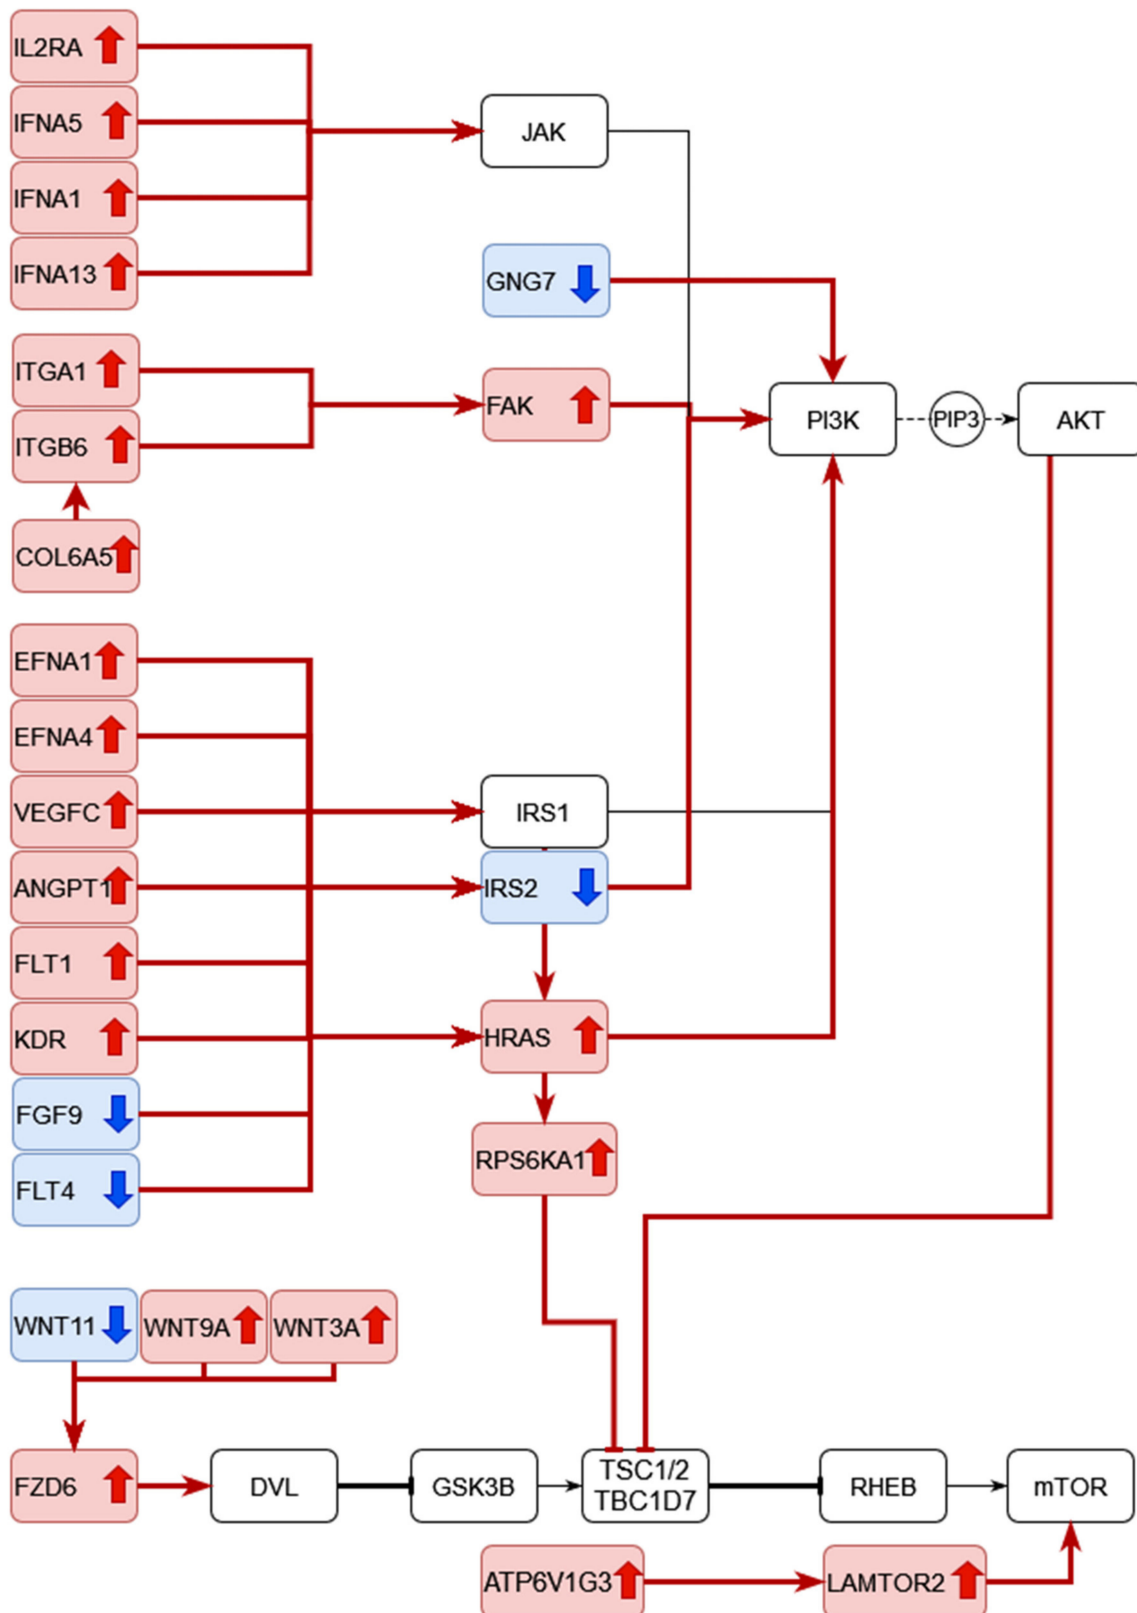 IL2RA
IFNA5
JAK
IFNA1
IFNA13
GNG7
ITGA1
FAK
PI3K
PIP3
AKT
ITGB6
COL6A5
EFNA1
EFNA4
VEGFC
IRS1
ANGPT1
IRS2
FLT1
KDR
HRAS
FGF9
RPS6KA1
FLT4
WNT11
WNT9A
WNT3A
FZD6
DVL
GSK3B
TSC1/2
TBC1D7
RHEB
mTOR
ATP6V1G3
LAMTOR2